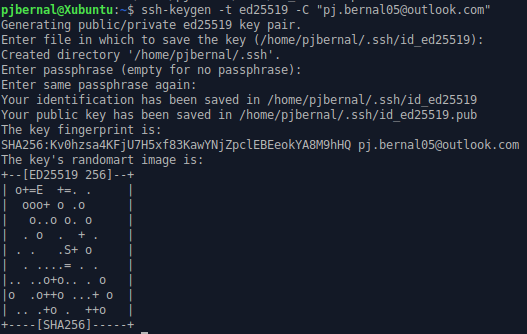 pjbernal@Xubuntu:~$ ssh-keygen -t ed25519 -C "pj.bernal05@outlook.com"
Generating public/private ed25519 key pair.
Enter file in which to save the key (/home/pjbernal/.ssh/id_ed25519):
Created directory '/home/pjbernal/.ssh'.
Enter passphrase (empty for no passphrase):
Enter same passphrase again:
Your identification has been saved in /home/pjbernal/.ssh/id_ed25519
Your public key has been saved in /home/pjbernal/.ssh/id_ed25519.pub
The key fingerprint is:
SHA256:Kv0hzsa4KFjU7H5xf83KawYNjZpclEBEeokYA8M9hHQ pj.bernal05@outlook.com
The key's randomart image is:
+--[ED25519 256]--+
| o+=E  +=. .     |
|  ooo+ o .o      |
|   o..o o. o     |
|  . o  .  + .    |
| . .   .S+ o     |
|  . ....= . .    |
|.. ..o+o.. . o   |
|o  .o++o ...+ o  |
| .. .+o .  ++o   |
+----[SHA256]-----+